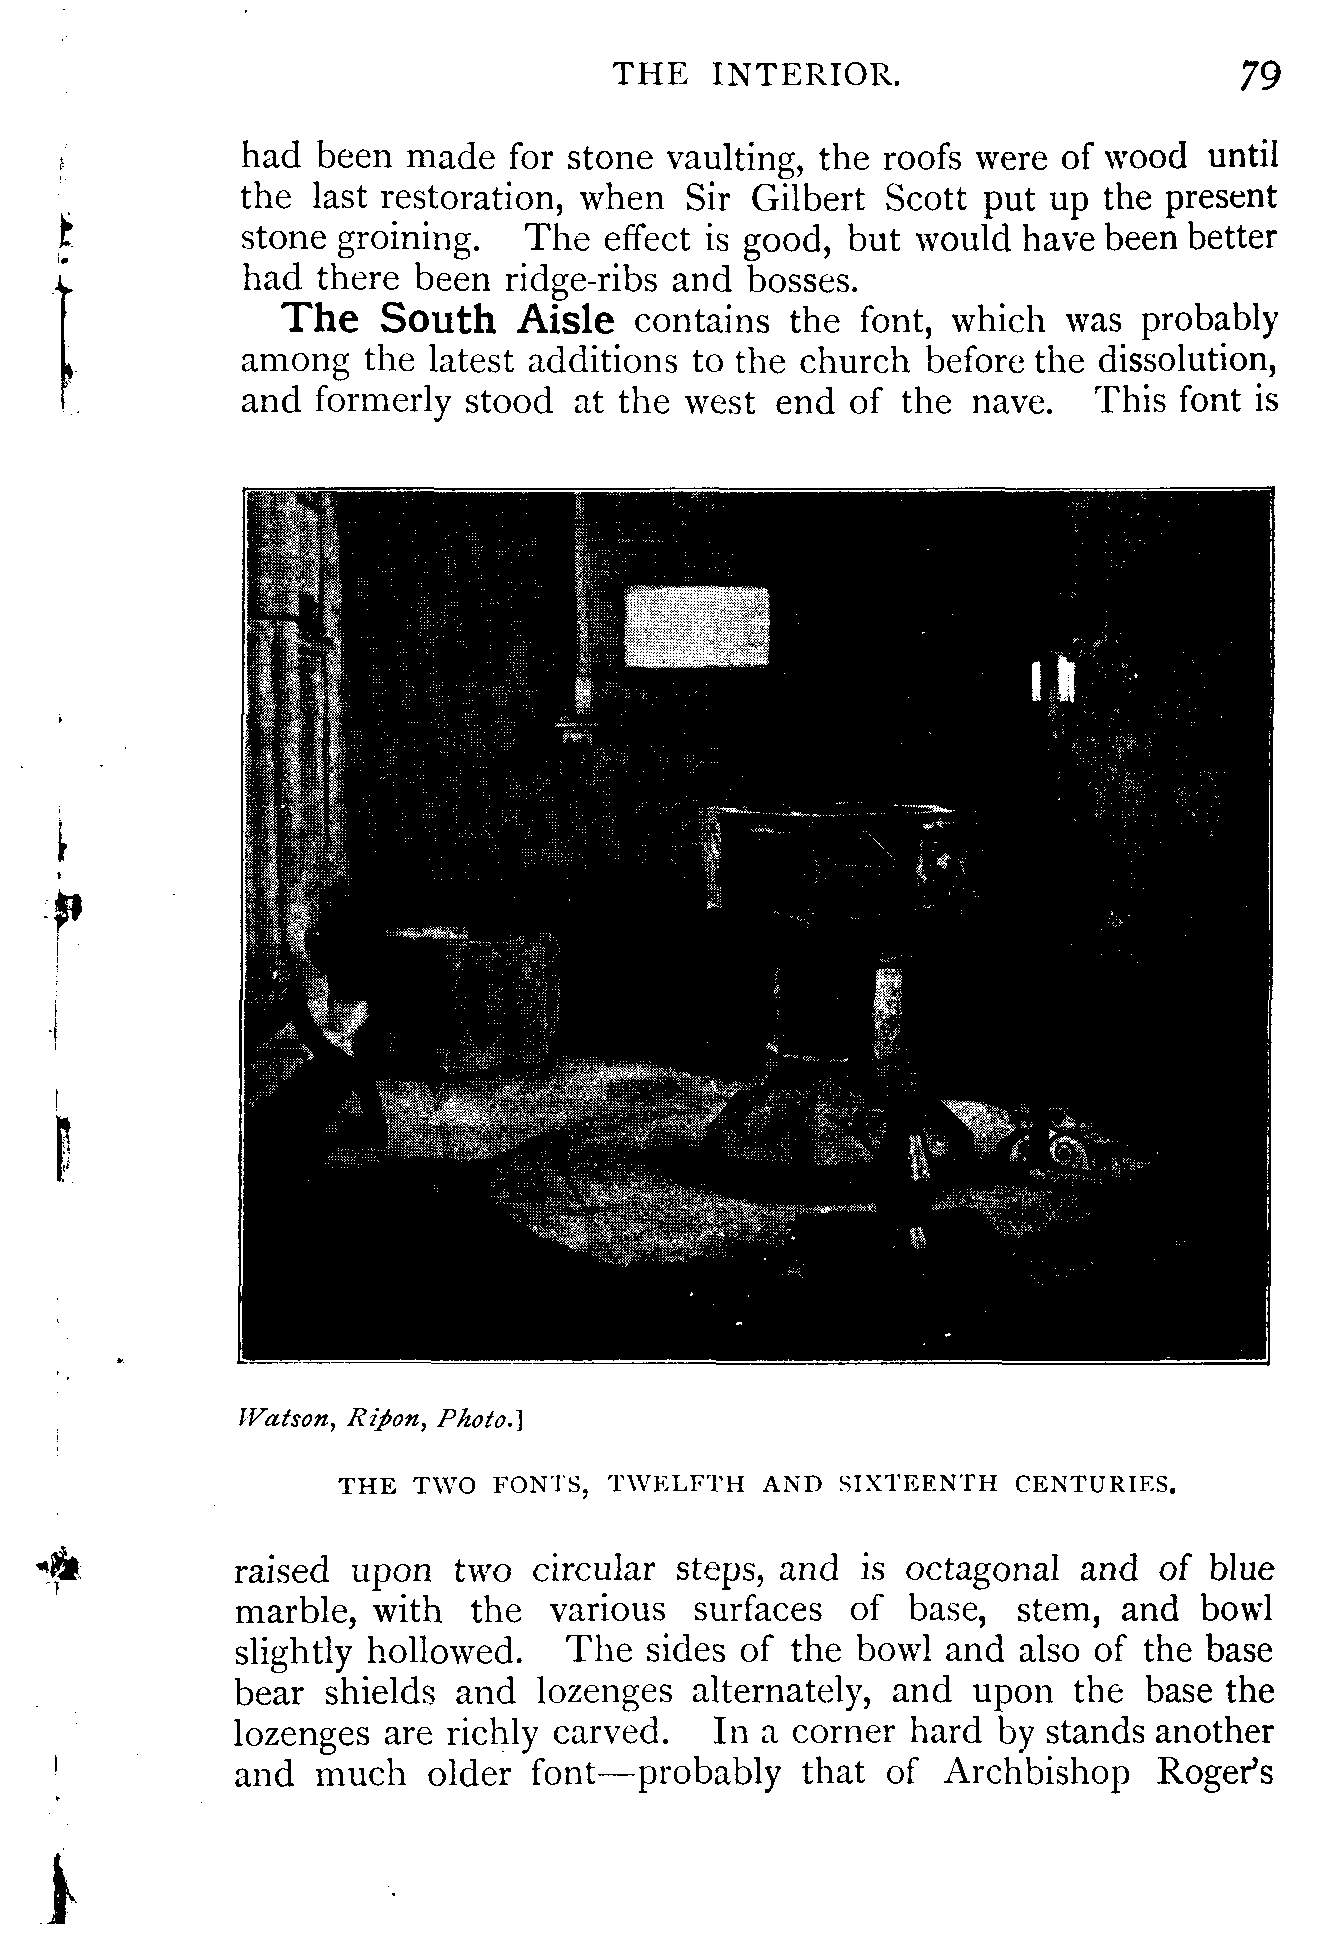 THE INTERIOR. 79
had been made for stone vaulting, the roofs were of wood until
the last restoration, when Sir Gilbert Scott put up the present
stone groining. The effect is good, but would have been better
had there been ridge-ribs and bosses.
The South Aisle contains the font, which was probably
among the latest additions to the church before the dissolution,
and formerly stood at the west end of the nave. This font is
Watson, Ripon, Photo.]
THE TWO FONTS, TWELFTH AND SIXTEENTH CENTURIES.
raised upon two circular steps, and is octagonal and of blue
marble, with the various surfaces of base, stem, and bowl
slightly hollowed. The sides of the bowl and also of the base
bear shields and lozenges alternately, and upon the base the
lozenges are richly carved. In a corner hard by stands another
and much older font—probably that of Archbishop Roger's